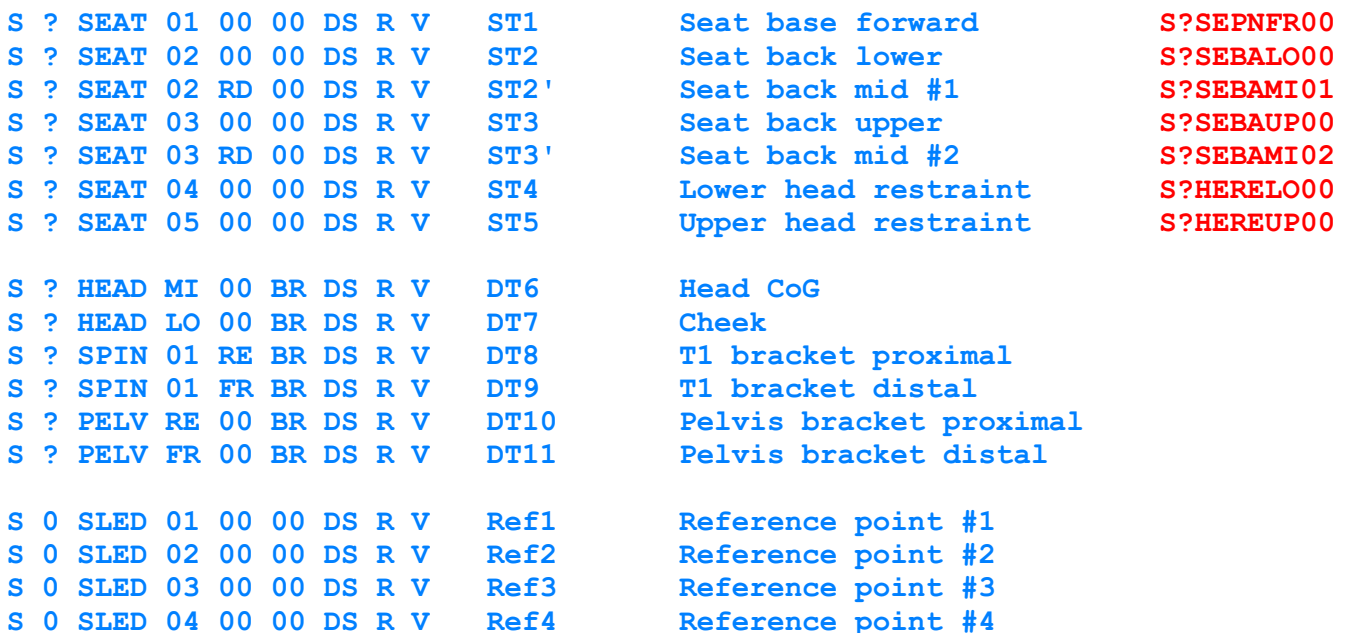 S ? SEAT 01 00 00 DS R V ST1 Seat base forward S?SEPNFR00
S ? SEAT 02 00 00 DS R V ST2 Seat back lower S?SEBALO00
S ? SEAT 02 RD 00 DS R V ST2' Seat back mid #1 S?SEBAMI01
S ? SEAT 03 00 00 DS R V ST3 Seat back upper S?SEBAUP00
S ? SEAT 03 RD 00 DS R V ST3' Seat back mid #2 S?SEBAMI02
S ? SEAT 04 00 00 DS R V ST4 Lower head restraint S?HERELO00
S ? SEAT 05 00 00 DS R V ST5 Upper head restraint S?HEREUP00
S ? HEAD MI 00 BR DS R V DT6 Head CoG
S ? HEAD LO 00 BR DS R V DT7 Cheek
S ? SPIN 01 RE BR DS R V DT8 T1 bracket proximal
S ? SPIN 01 FR BR DS R V DT9 T1 bracket distal
S ? PELV RE 00 BR DS R V DT10 Pelvis bracket proximal
S ? PELV FR 00 BR DS R V DT11 Pelvis bracket distal
S 0 SLED 01 00 00 DS R V Ref1 Reference point #1
S 0 SLED 02 00 00 DS R V Ref2 Reference point #2
S 0 SLED 03 00 00 DS R V Ref3 Reference point #3
S 0 SLED 04 00 00 DS R V Ref4 Reference point #4